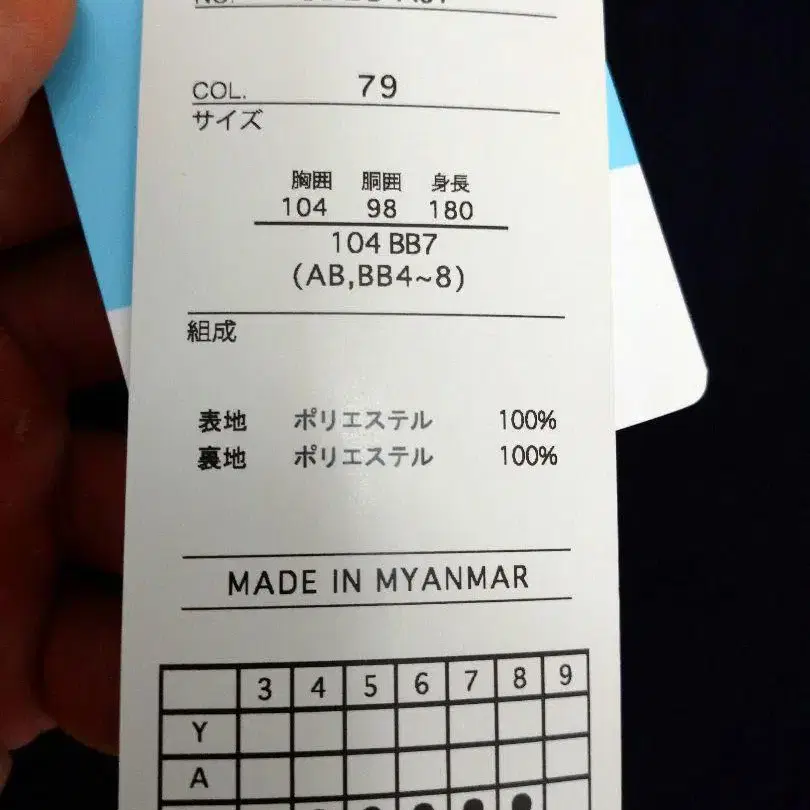 COL. 79
サイズ
胸囲 胴囲 身長
104 98 180
104 BB7
(AB,BB4~8)
組成
表地 ポリエステル 100%
裏地 ポリエステル 100%
MADE IN MYANMAR
3 4 5 6 7 8 9
Y
A